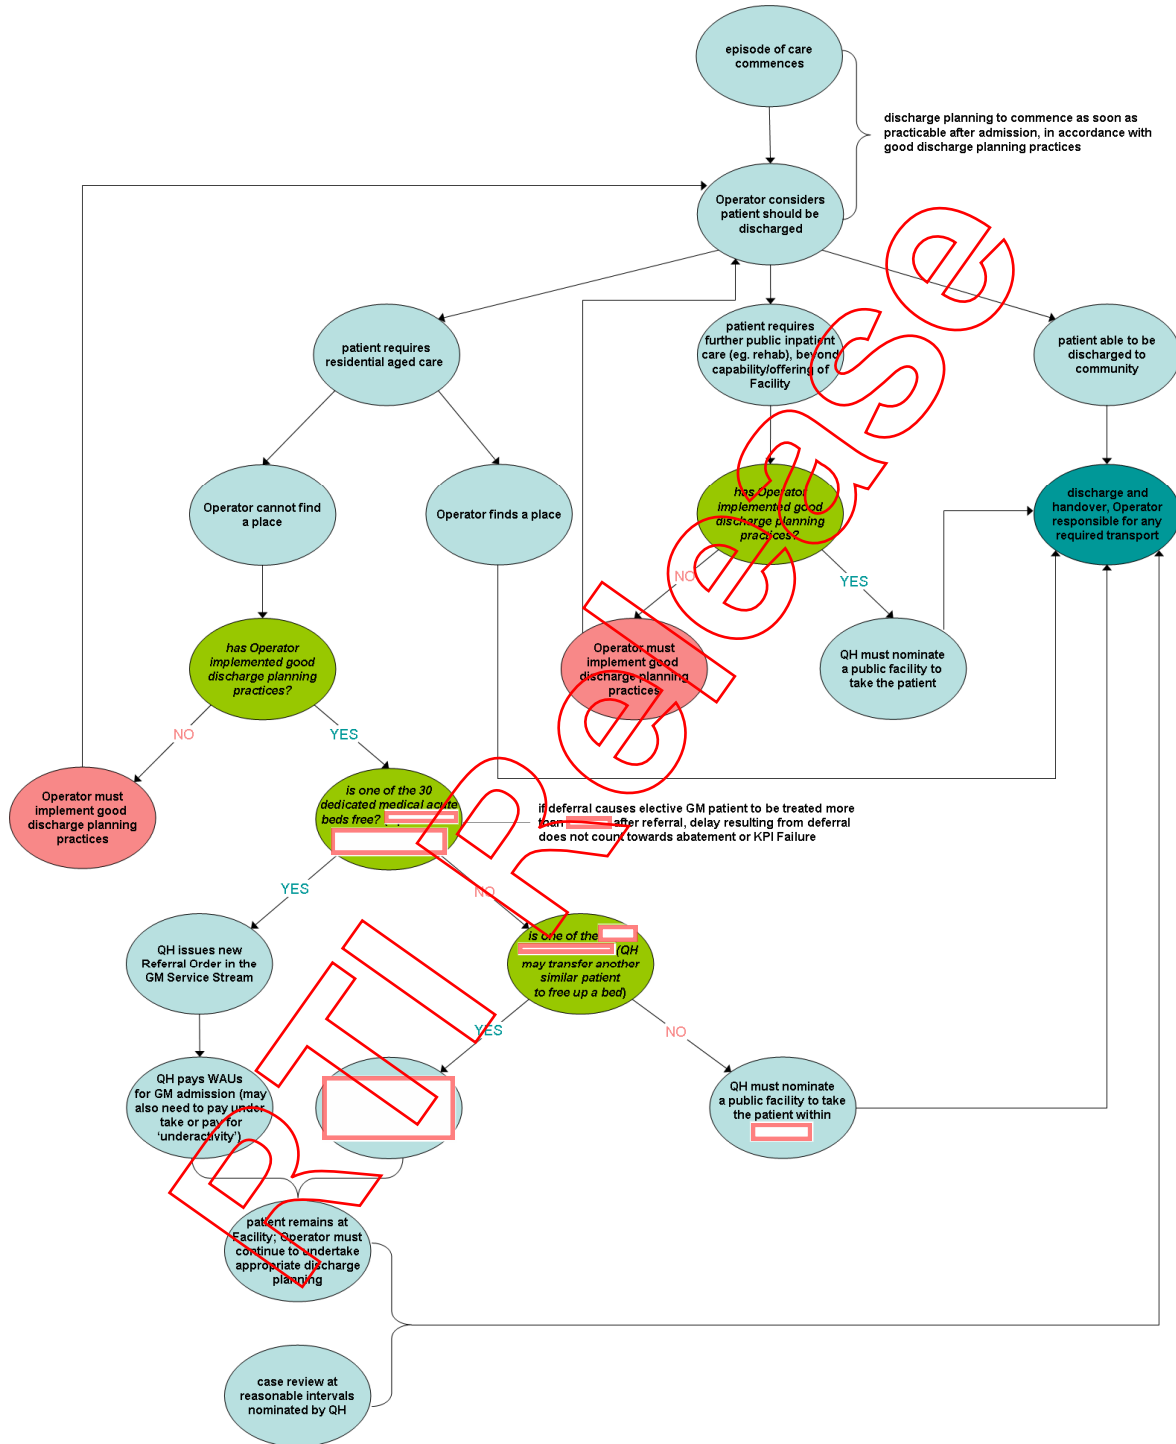 episode of care
commences
discharge planning to commence as soon as
practicable after admission, in accordance with
good discharge planning practices
Operator considers
patient should be
discharged
patient requires
residential aged care
patient requires
further public inpatient
care (eg. rehab), beyond
capability/offering of
Facility
patient able to be
discharged to
community
Operator cannot find
a place
Operator finds a place
has Operator
implemented good
discharge planning
practices?
discharge and
handover, Operator
responsible for any
required transport
NO
YES
has Operator
implemented good
discharge planning
practices?
Operator must
implement good
discharge planning
practices
QH must nominate
a public facility to
take the patient
NO
YES
Operator must
implement good
discharge planning
practices
is one of the 30
dedicated medical acute
beds free?
if deferral causes elective GM patient to be treated more
than after referral, delay resulting from deferral
does not count towards abatement or KPI Failure
YES
NO
QH issues new
Referral Order in the
GM Service Stream
is one of the
(QH
may transfer another
similar patient
to free up a bed)
YES
NO
QH pays WAUs
for GM admission (may
also need to pay under
take or pay for
‘underactivity’)
QH must nominate
a public facility to take
the patient within
patient remains at
Facility; Operator must
continue to undertake
appropriate discharge
planning
case review at
reasonable intervals
nominated by QH
RTI Release